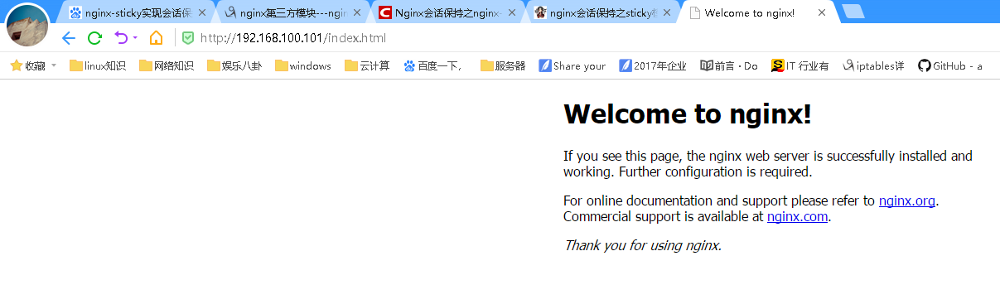 nginx-sticky实现会话保
nginx第三方模块---ngin
Nginx会话保持之nginx-
nginx会话保持之sticky
Welcome to nginx!
http://192.168.100.101/index.html
收藏 linux知识 网络知识 娱乐八卦 windows 云计算 百度一下, 服务器 Share your 2017年企业 前言 · Do IT 行业有 iptables详 GitHub - a
Welcome to nginx!
If you see this page, the nginx web server is successfully installed and
working. Further configuration is required.
For online documentation and support please refer to nginx.org.
Commercial support is available at nginx.com.
Thank you for using nginx.